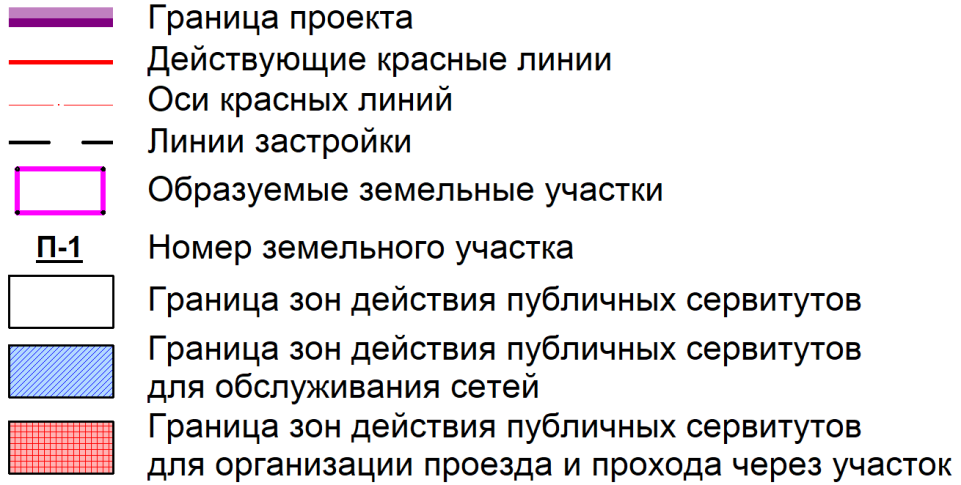 Граница проекта
Действующие красные линии
Оси красных линий
Линии застройки
Образуемые земельные участки
П-1 Номер земельного участка
Граница зон действия публичных сервитутов
Граница зон действия публичных сервитутов
для обслуживания сетей
Граница зон действия публичных сервитутов
для организации проезда и прохода через участок